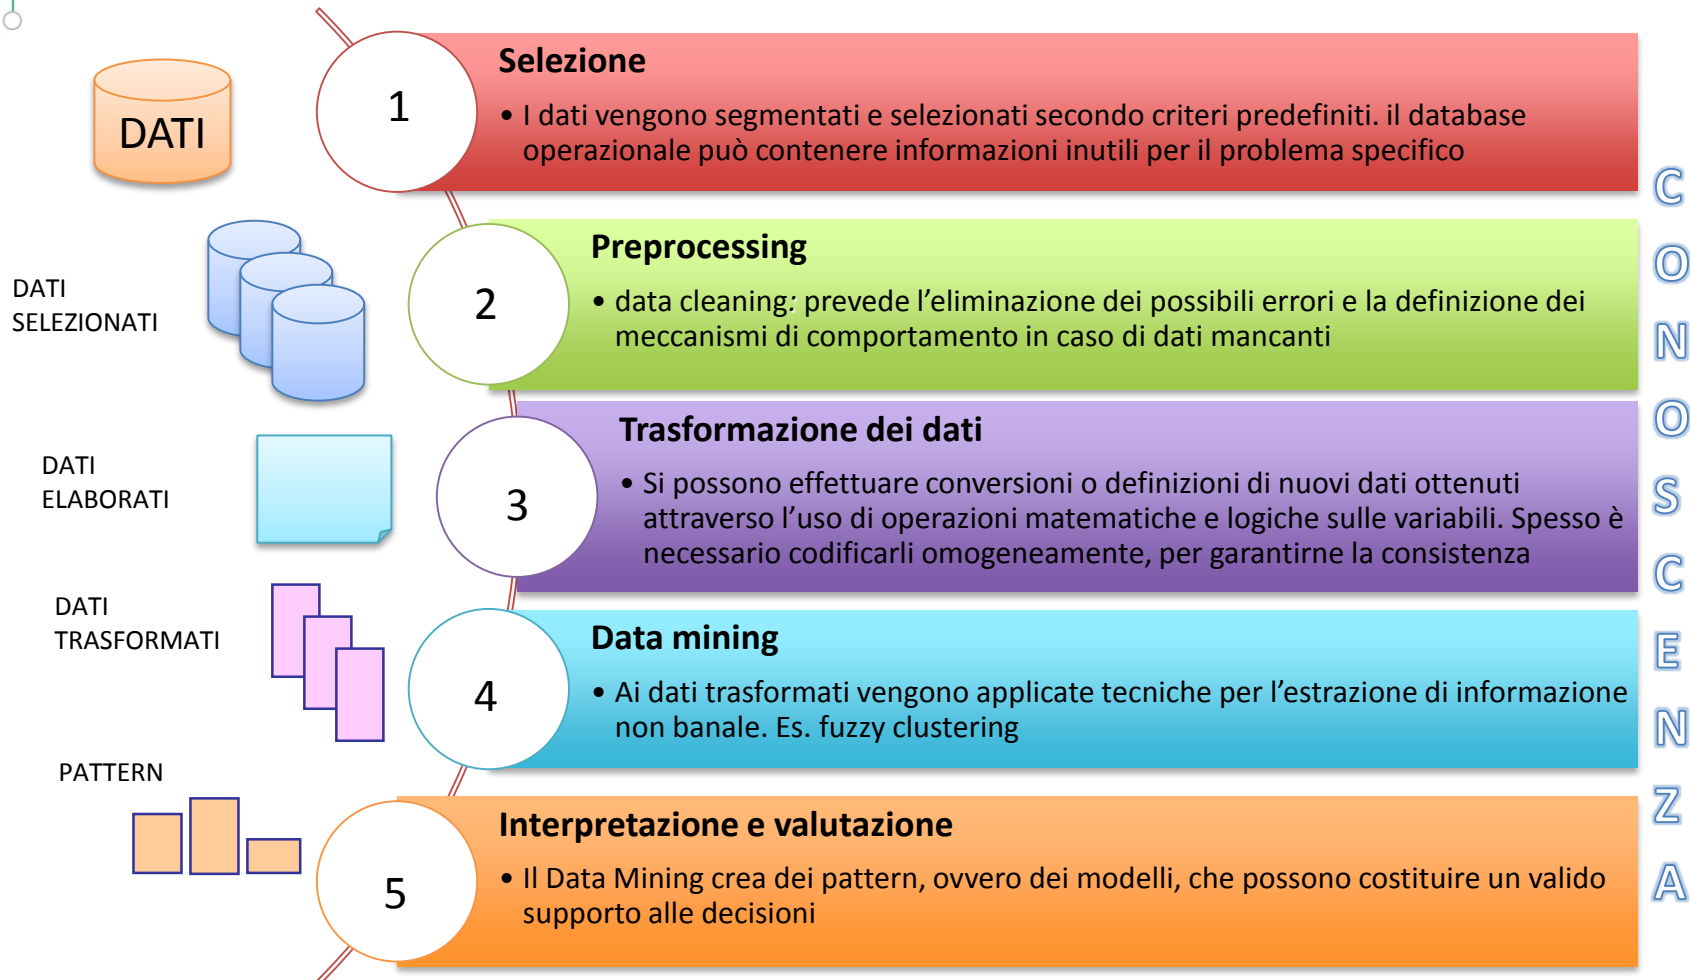 DATI
1
Selezione
• I dati vengono segmentati e selezionati secondo criteri predefiniti. il database
operazionale può contenere informazioni inutili per il problema specifico
DATI
SELEZIONATI
2
Preprocessing
• data cleaning: prevede l’eliminazione dei possibili errori e la definizione dei
meccanismi di comportamento in caso di dati mancanti
DATI
ELABORATI
3
Trasformazione dei dati
• Si possono effettuare conversioni o definizioni di nuovi dati ottenuti
attraverso l’uso di operazioni matematiche e logiche sulle variabili. Spesso è
necessario codificarli omogeneamente, per garantirne la consistenza
DATI
TRASFORMATI
4
Data mining
• Ai dati trasformati vengono applicate tecniche per l’estrazione di informazione
non banale. Es. fuzzy clustering
PATTERN
5
Interpretazione e valutazione
• Il Data Mining crea dei pattern, ovvero dei modelli, che possono costituire un valido
supporto alle decisioni
CONOSCENZA